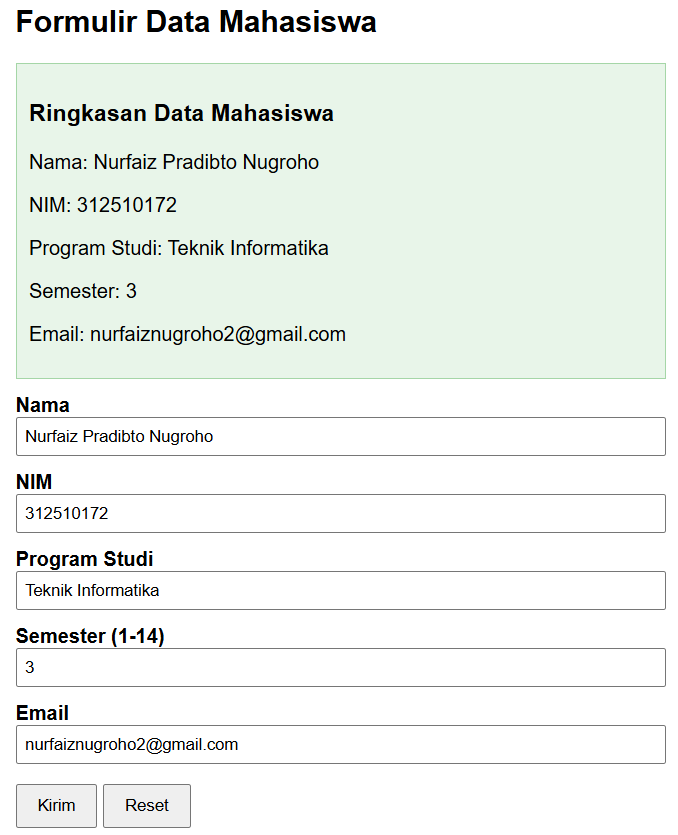 Formulir Data Mahasiswa
Ringkasan Data Mahasiswa
Nama: Nurfaiz Pradibto Nugroho
NIM: 312510172
Program Studi: Teknik Informatika
Semester: 3
Email: nurfaiznugroho2@gmail.com
Nama
Nurfaiz Pradibto Nugroho
NIM
312510172
Program Studi
Teknik Informatika
Semester (1-14)
3
Email
nurfaiznugroho2@gmail.com
Kirim Reset